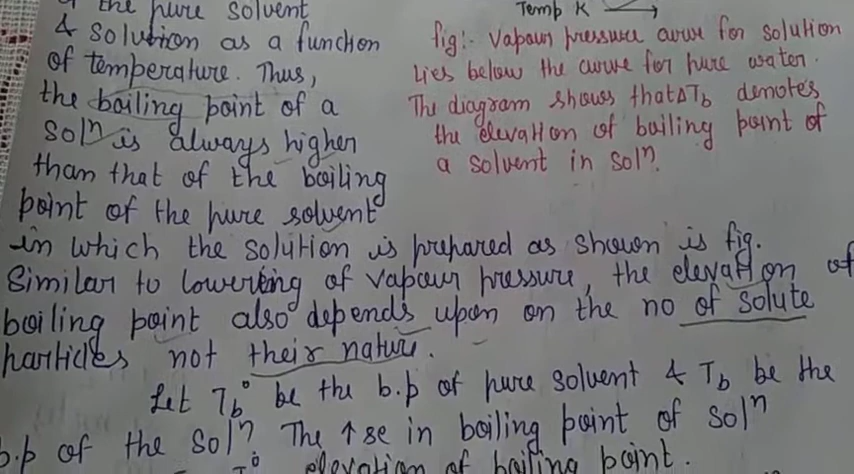 the pure solvent
& solution as a function
of temperature. Thus,
the boiling point of a
solⁿ is always higher
than that of the boiling
point of the pure solvent
Temp K
fig:- Vapour pressure curve for solution
lies below the curve for pure water.
The diagram shows that ΔTb denotes
the elevation of boiling point of
a solvent in solⁿ.
in which the solution is prepared as shown is fig.
Similar to lowering of vapour pressure, the elevation of
boiling point also depends upon on the no of solute
particles not their nature.
Let Tb° be the b.p of pure solvent & Tb be the
b.p of the solⁿ The ↑se in boiling point of solⁿ
elevation of boiling point.